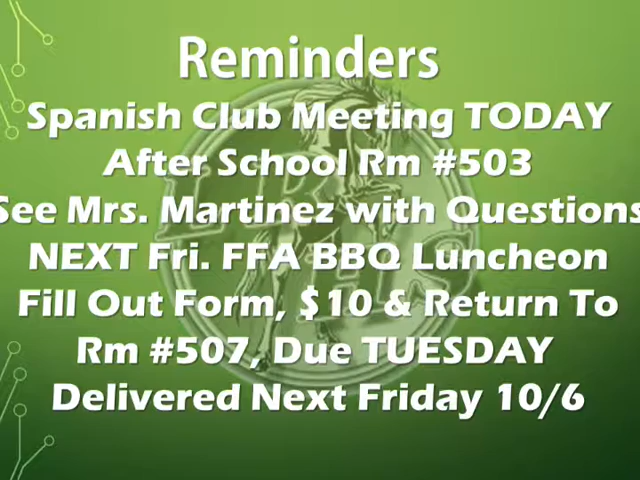 Reminders
Spanish Club Meeting TODAY
After School Rm #503
See Mrs. Martinez with Questions
NEXT Fri. FFA BBQ Luncheon
Fill Out Form, $10 & Return To
Rm #507, Due TUESDAY
Delivered Next Friday 10/6